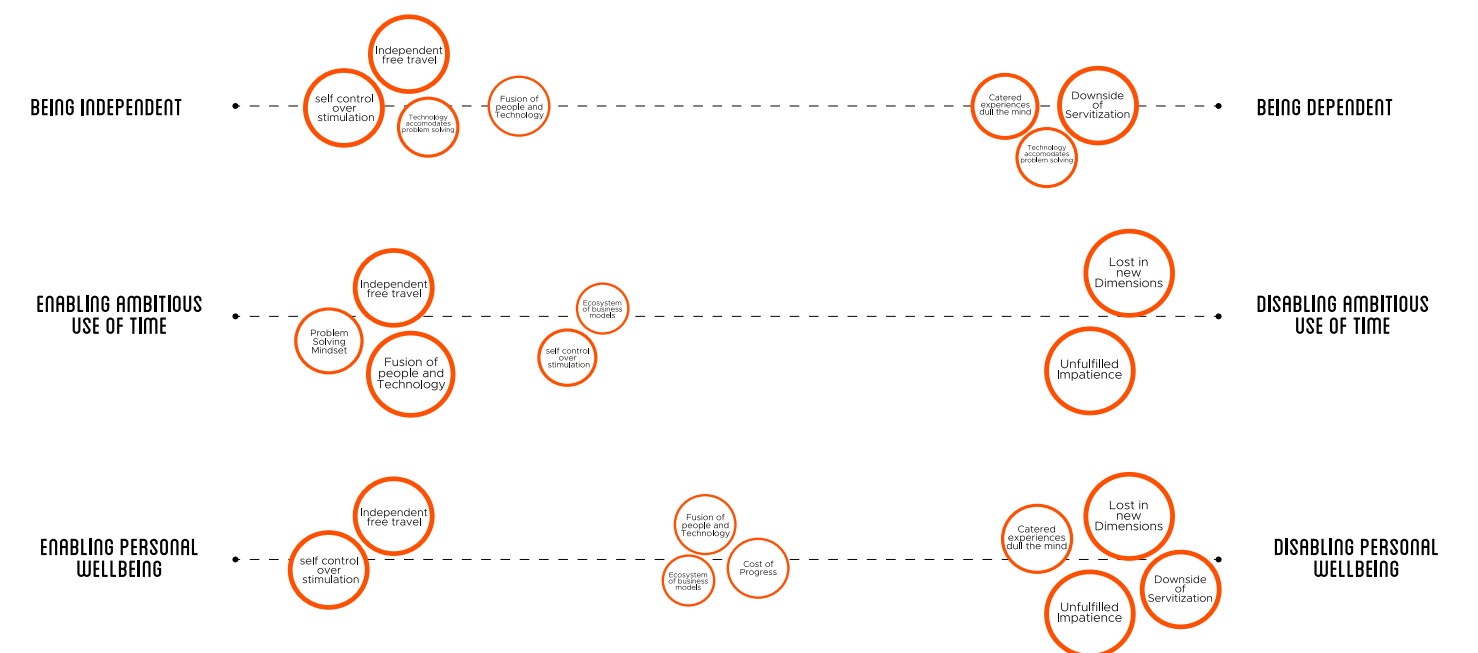 BEING INDEPENDENT
self control
over
stimulation
Independent
free travel
Technology
accomodates
problem solving
Fusion of
people and
Technology
Catered
experiences
dull the mind
Technology
accomodates
problem solving
Downside
of
Servitization
BEING DEPENDENT
ENABLING AMBITIOUS
USE OF TIME
Problem
Solving
Mindset
Independent
free travel
Fusion of
people and
Technology
self control
over
stimulation
Ecosystem
of business
models
Lost in
new
Dimensions
Unfulfilled
Impatience
DISABLING AMBITIOUS
USE OF TIME
ENABLING PERSONAL
WELLBEING
self control
over
stimulation
Independent
free travel
Fusion of
people and
Technology
Ecosystem
of business
models
Cost of
Progress
Catered
experiences
dull the mind
Lost in
new
Dimensions
Unfulfilled
Impatience
Downside
of
Servitization
DISABLING PERSONAL
WELLBEING